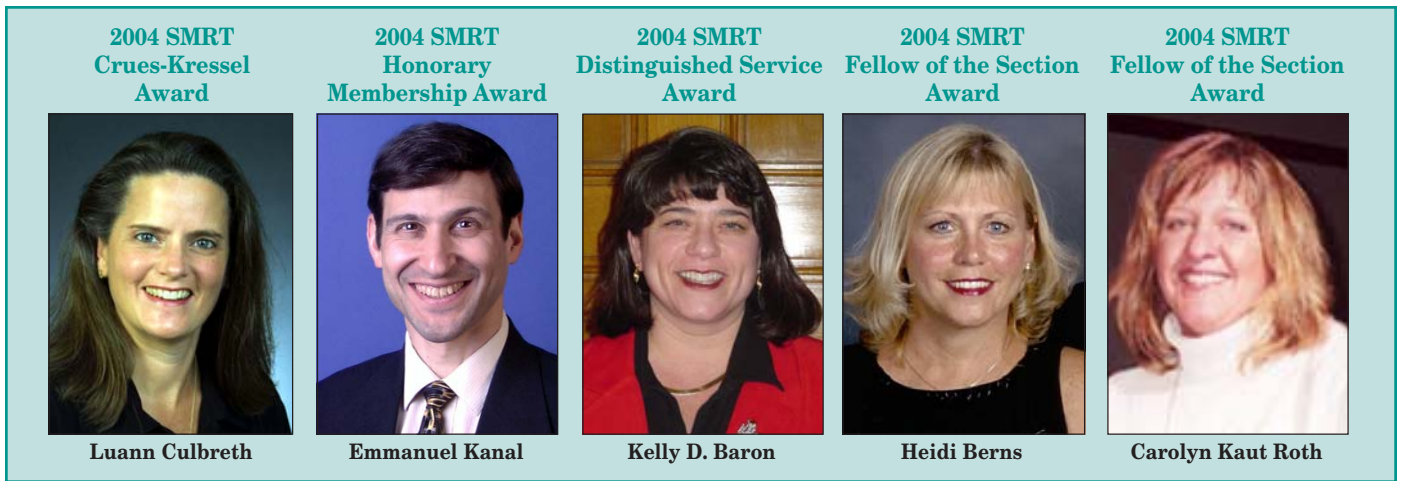 2004 SMRT
Crues-Kressel
Award
Luann Culbreth
2004 SMRT
Honorary
Membership Award
Emmanuel Kanal
2004 SMRT
Distinguished Service
Award
Kelly D. Baron
2004 SMRT
Fellow of the Section
Award
Heidi Berns
2004 SMRT
Fellow of the Section
Award
Carolyn Kaut Roth